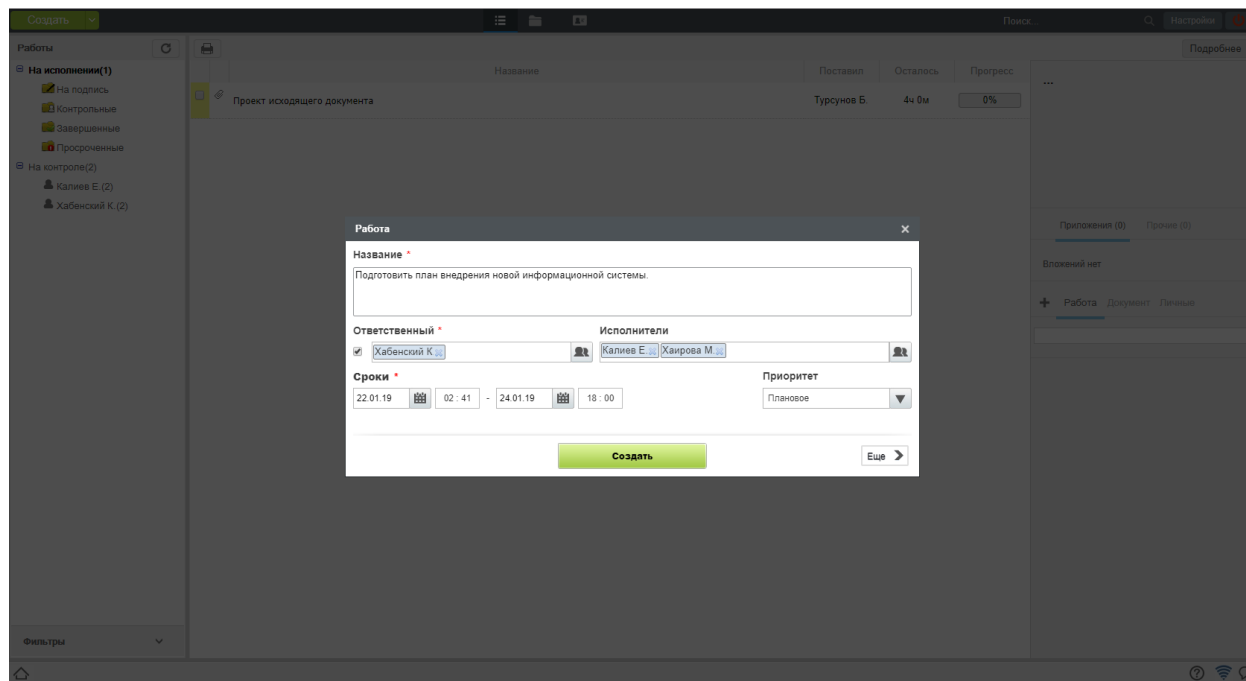 Создать
Поиск...
Настройки
Работы
Подробнее
На исполнении(1)
На подпись
Контрольные
Завершенные
Просроченные
На контроле(2)
Калиев Е.(2)
Хабенский К.(2)
Название Поставил Осталось Прогресс
Проект исходящего документа Турсунов Б. 4ч 0м 0%
...
Приложения (0) Прочие (0)
Вложений нет
Работа Документ Личные
Работа
Название *
Подготовить план внедрения новой информационной системы.
Ответственный * Исполнители
Хабенский К Калиев Е. Хаирова М.
Сроки * Приоритет
22.01.19 02 : 41 - 24.01.19 18 : 00 Плановое
Создать Еще
Фильтры